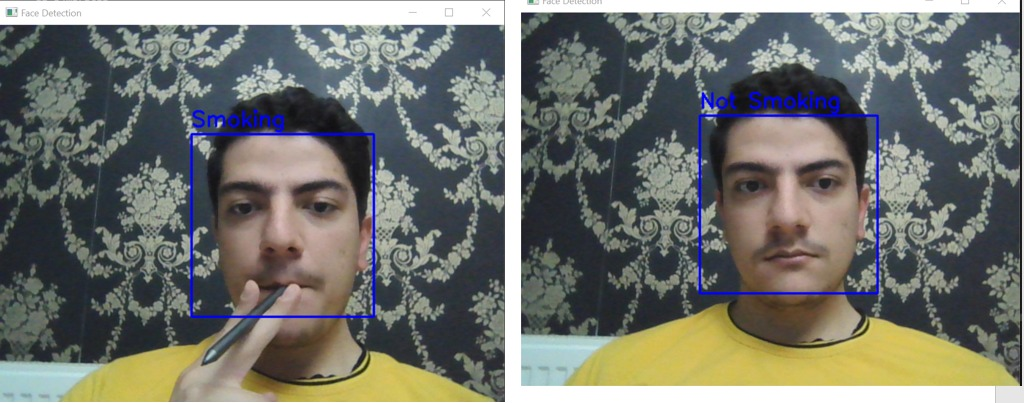 Face Detection
Smoking
Face Detection
Not Smoking